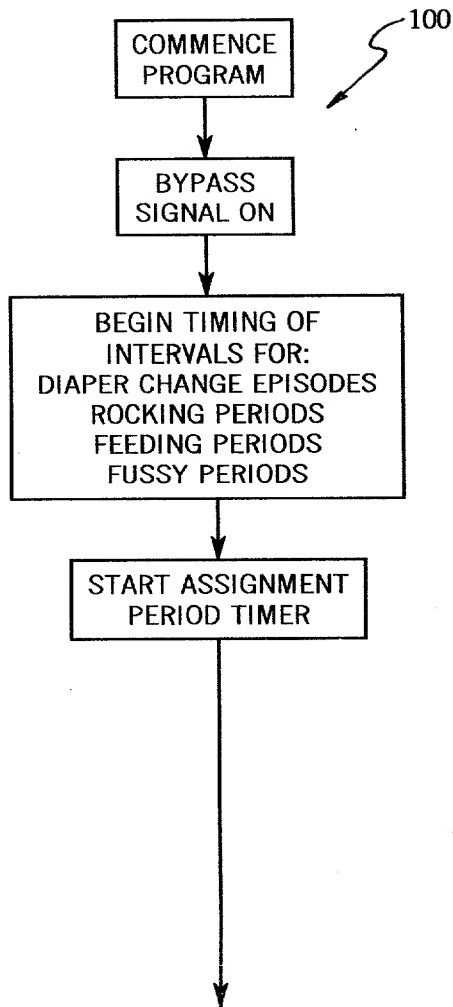 100
COMMENCE
PROGRAM
BYPASS
SIGNAL ON
BEGIN TIMING OF
INTERVALS FOR:
DIAPER CHANGE EPISODES
ROCKING PERIODS
FEEDING PERIODS
FUSSY PERIODS
START ASSIGNMENT
PERIOD TIMER